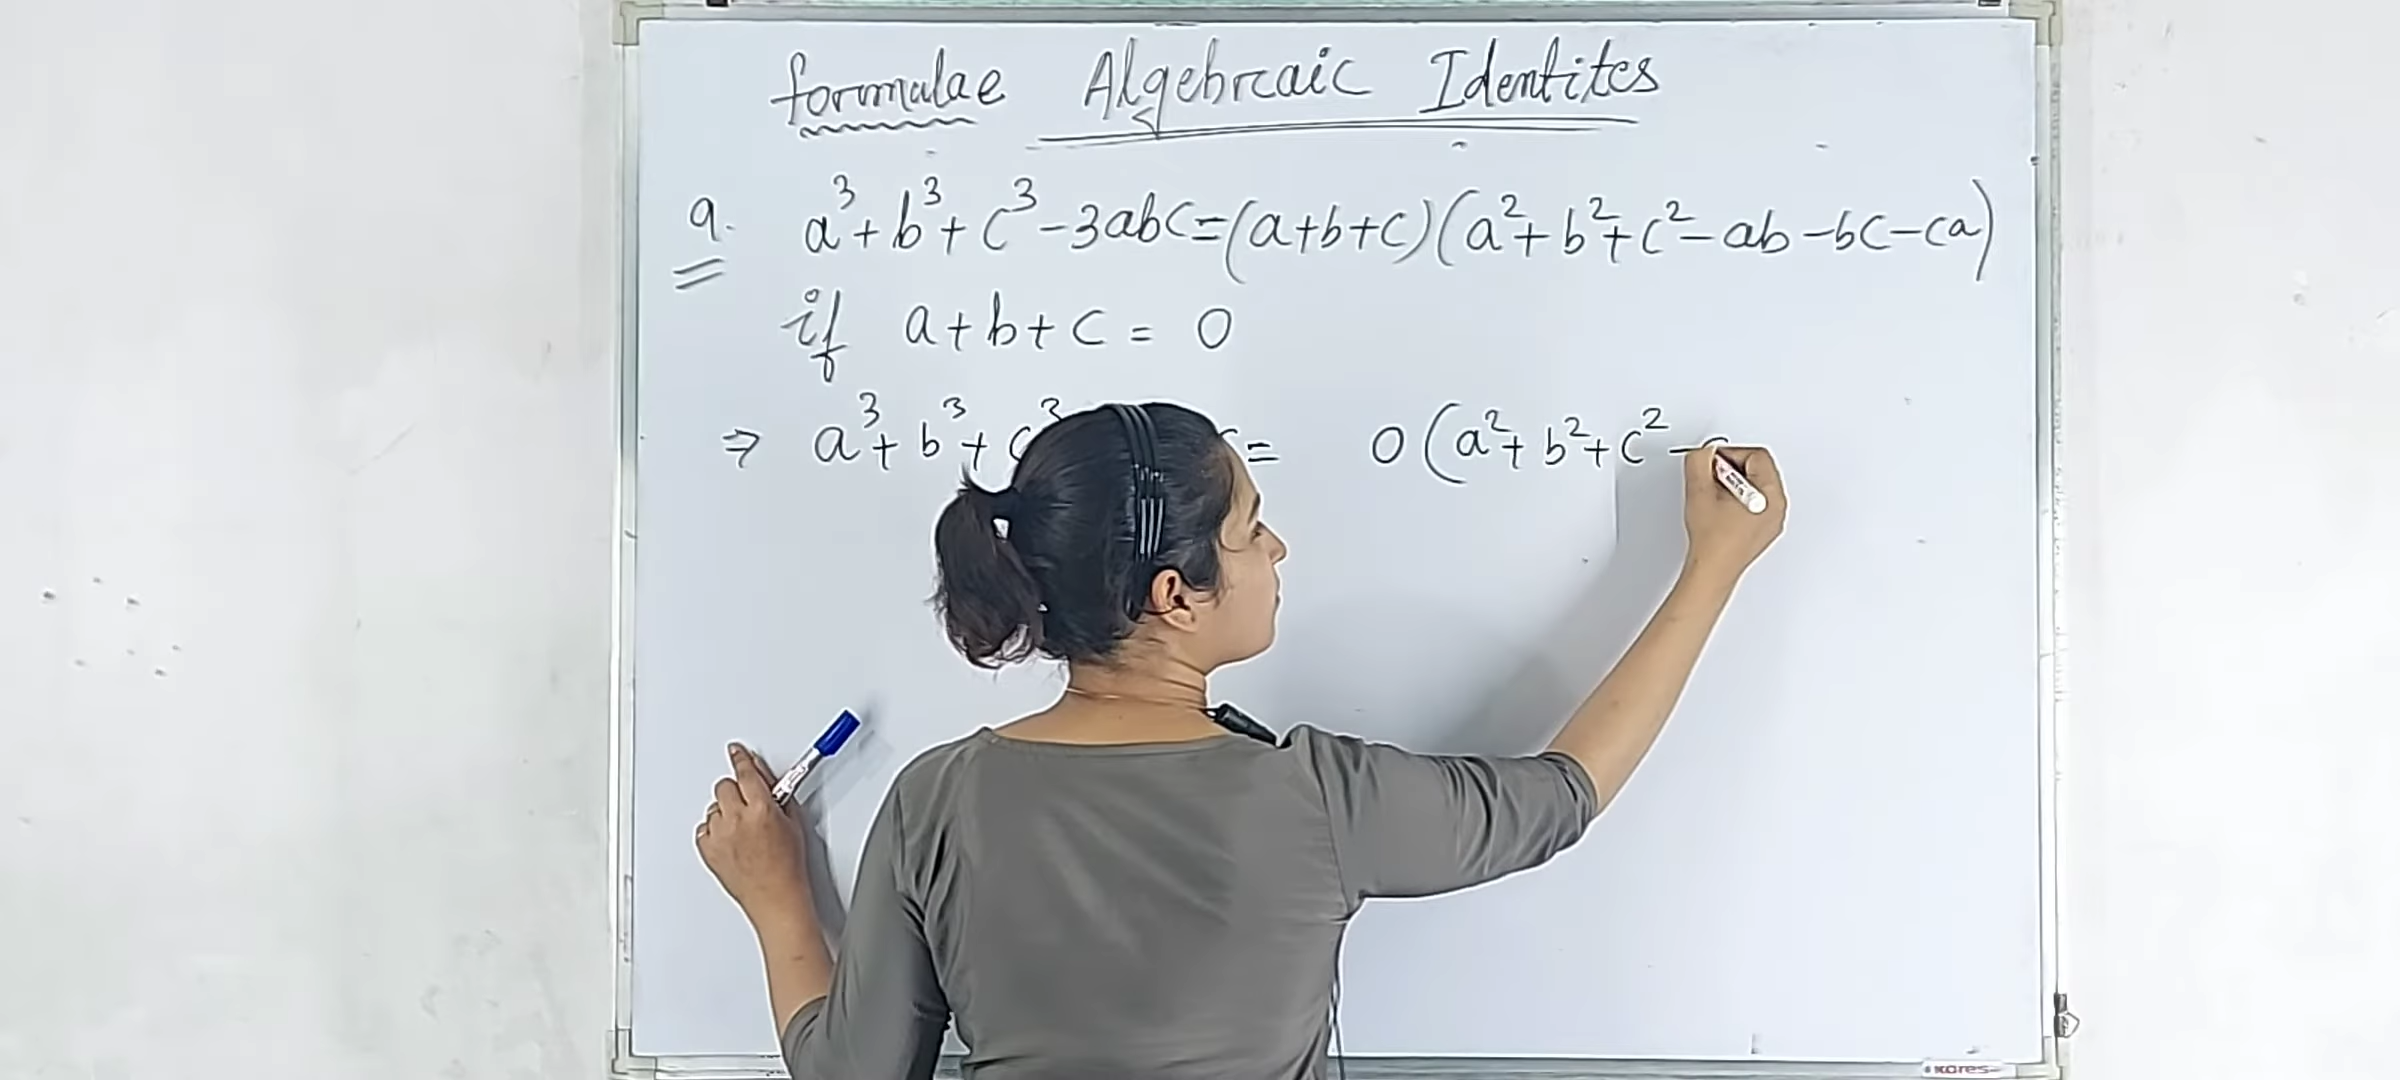 formulae Algebraic Identites
9. a³+b³+c³-3abc=(a+b+c)(a²+b²+c²-ab-bc-ca)
if a+b+c = 0
⇒ a³+b³+c³ c= 0(a²+b²+c²-
kores